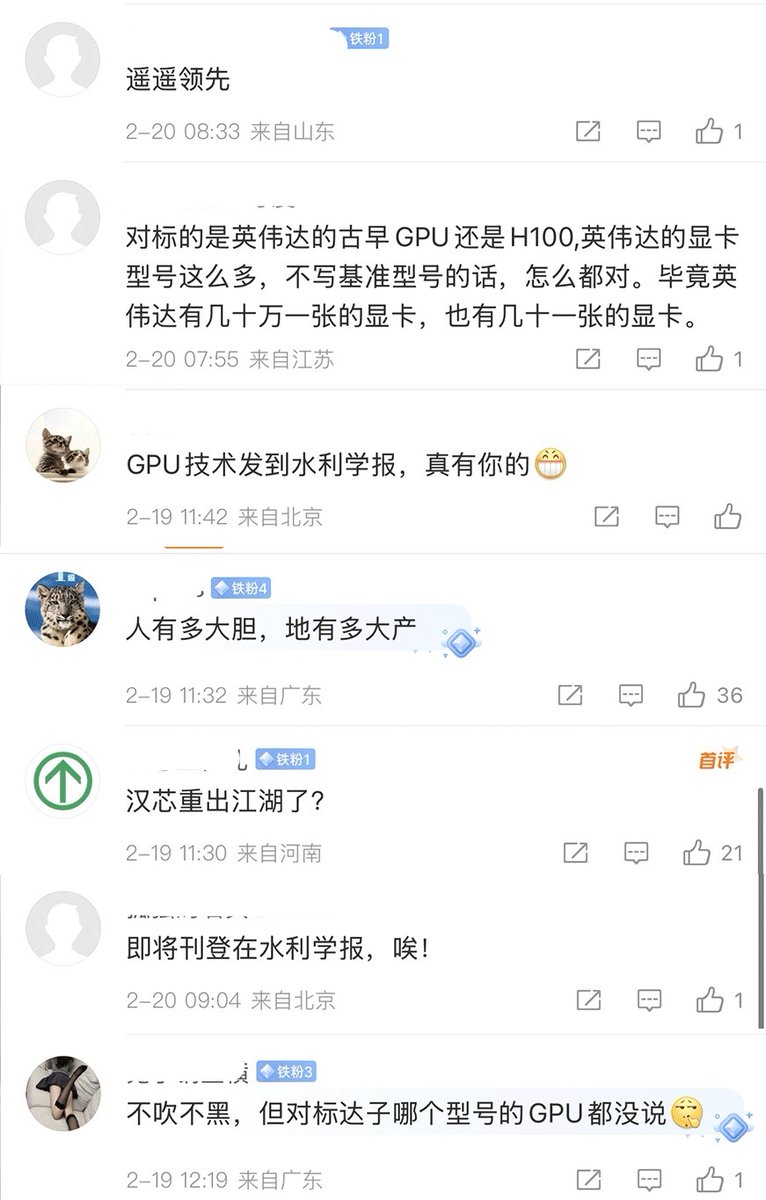 铁粉1
遥遥领先
2-20 08:33 来自山东
1
对标的是英伟达的古早GPU还是H100,英伟达的显卡
型号这么多，不写基准型号的话，怎么都对。毕竟英
伟达有几十万一张的显卡，也有几十一张的显卡。
2-20 07:55 来自江苏
1
GPU技术发到水利学报，真有你的
2-19 11:42 来自北京
铁粉4
人有多大胆，地有多大产
2-19 11:32 来自广东
36
铁粉1
首评
汉芯重出江湖了?
2-19 11:30 来自河南
21
即将刊登在水利学报，唉!
2-20 09:04 来自北京
1
铁粉3
不吹不黑，但对标达子哪个型号的GPU都没说
2-19 12:19 来自广东
1